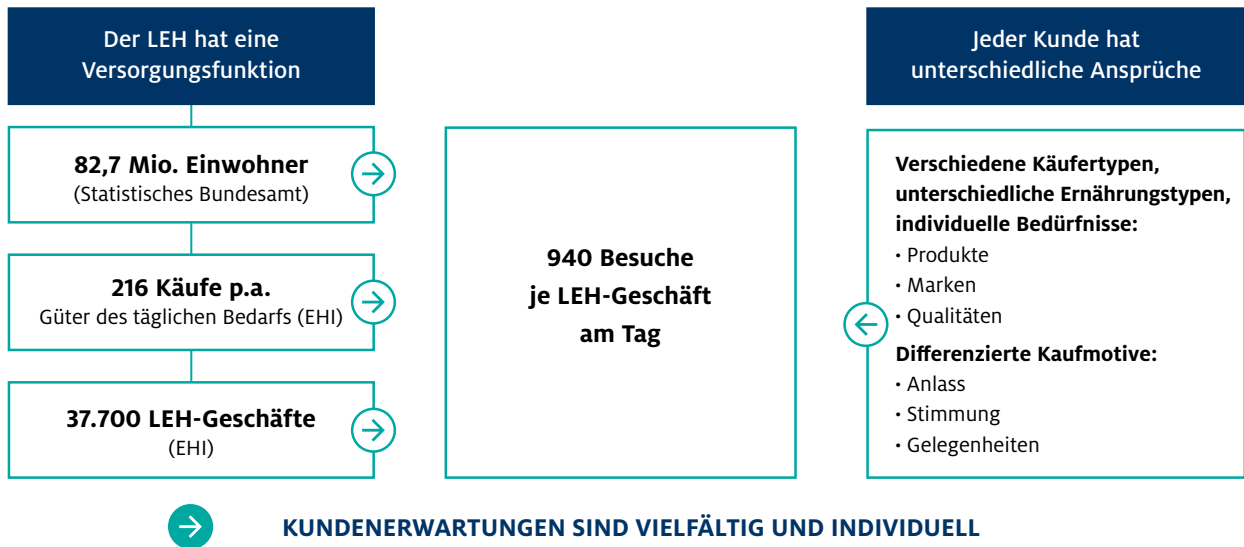 Der LEH hat eine
Versorgungsfunktion
82,7 Mio. Einwohner
(Statistisches Bundesamt)
216 Käufe p.a.
Güter des täglichen Bedarfs (EHI)
37.700 LEH-Geschäfte
(EHI)
940 Besuche
je LEH-Geschäft
am Tag
Jeder Kunde hat
unterschiedliche Ansprüche
Verschiedene Käufertypen,
unterschiedliche Ernährungstypen,
individuelle Bedürfnisse:
• Produkte
• Marken
• Qualitäten
Differenzierte Kaufmotive:
• Anlass
• Stimmung
• Gelegenheiten
KUNDENERWARTUNGEN SIND VIELFÄLTIG UND INDIVIDUELL